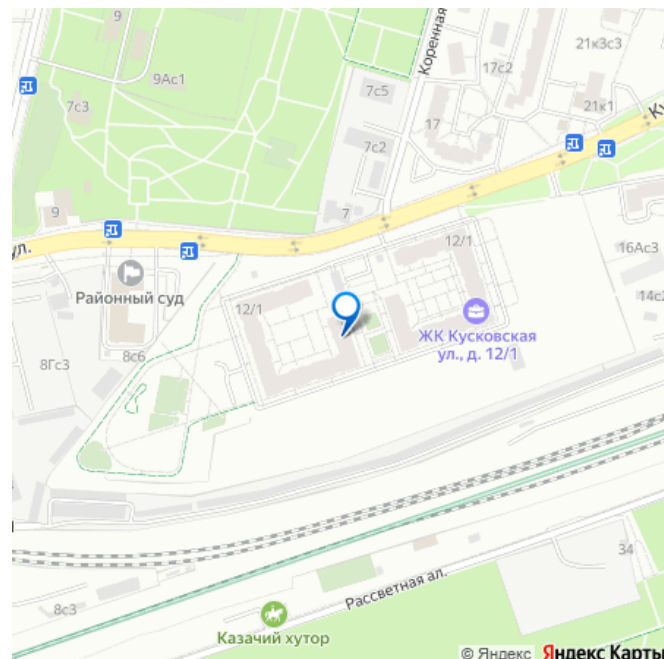 9
9Ас1
7с3
7с5
Коренная
17с2
21к3с3
21к1
7с2
17
Ку
9
7
ул.
12/1
Районный суд
12/1
16Ас3
14с2
ЖК Кусковская
ул., д. 12/1
8Гс3
8с6
34
Рассветная ал.
8с3
Казачий хутор
© Яндекс Яндекс Карты